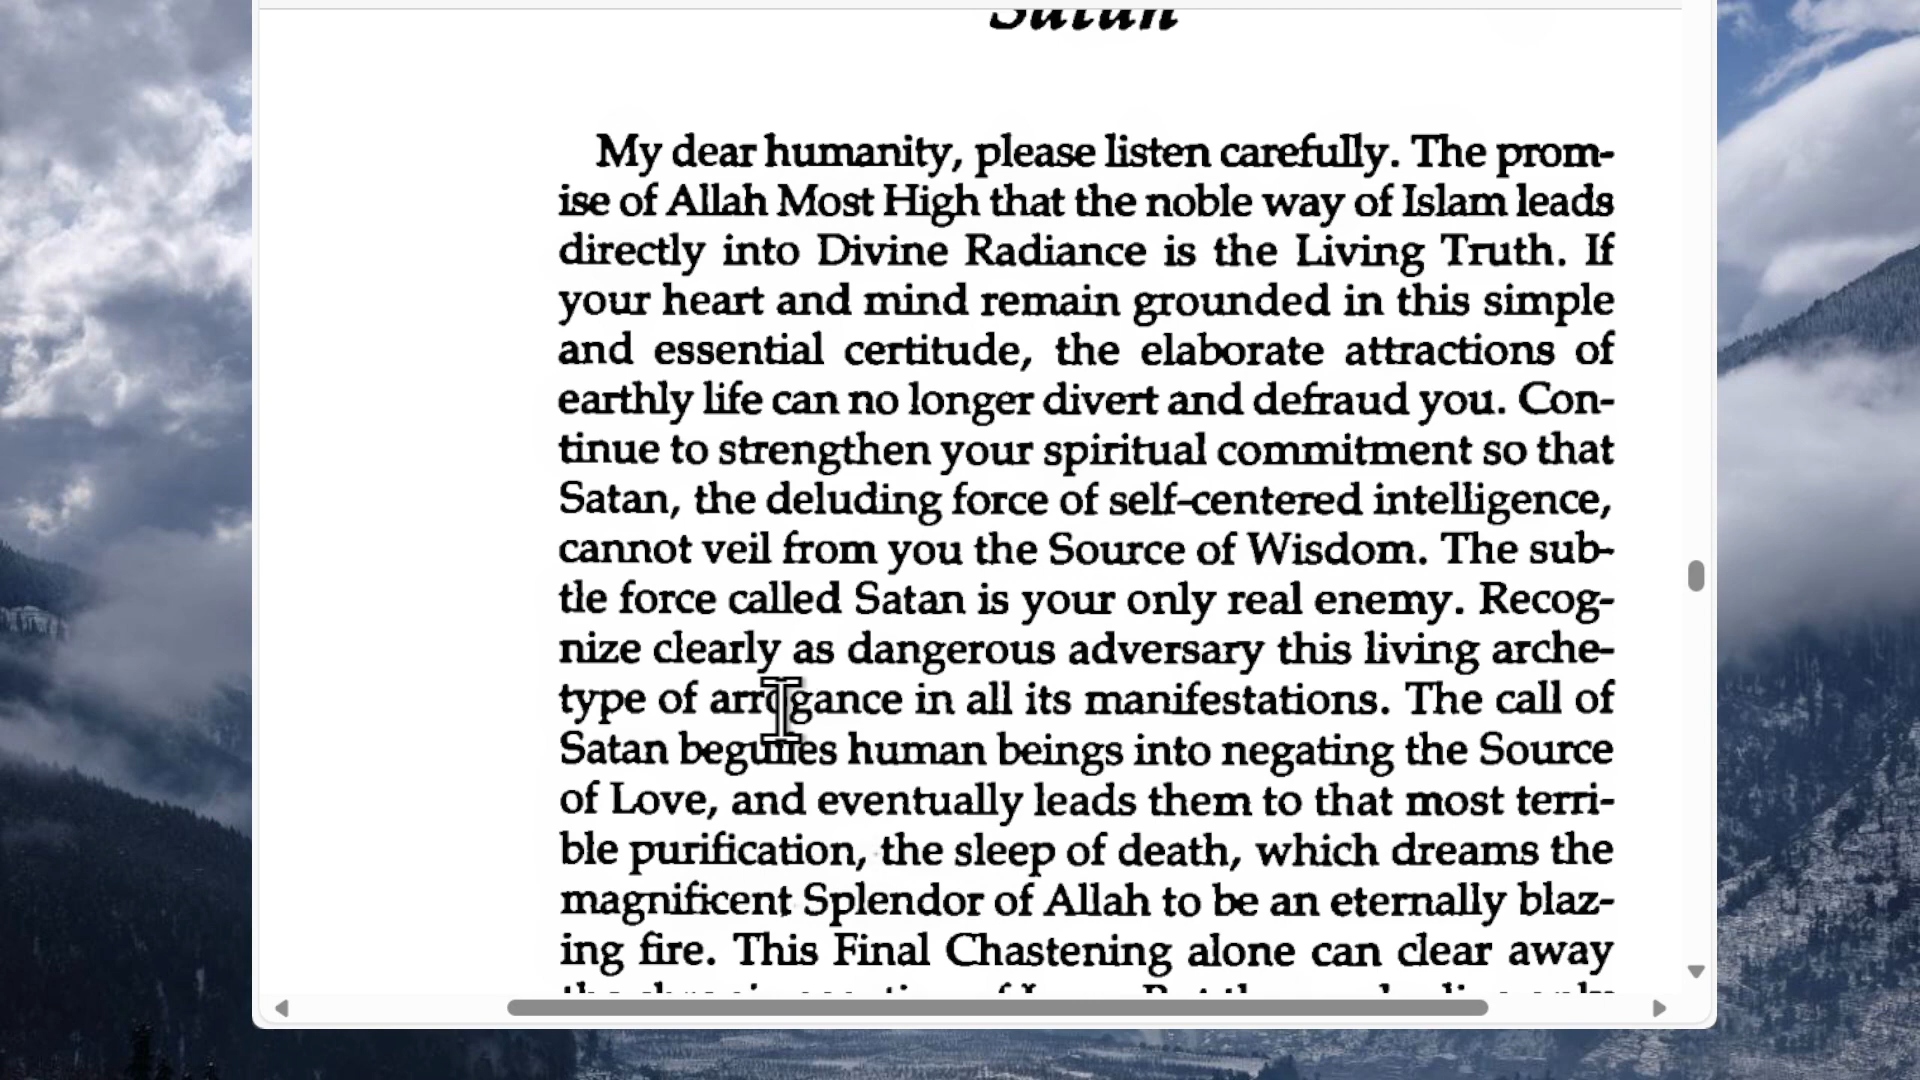 Satan
My dear humanity, please listen carefully. The prom-
ise of Allah Most High that the noble way of Islam leads
directly into Divine Radiance is the Living Truth. If
your heart and mind remain grounded in this simple
and essential certitude, the elaborate attractions of
earthly life can no longer divert and defraud you. Con-
tinue to strengthen your spiritual commitment so that
Satan, the deluding force of self-centered intelligence,
cannot veil from you the Source of Wisdom. The sub-
tle force called Satan is your only real enemy. Recog-
nize clearly as dangerous adversary this living arche-
type of arrogance in all its manifestations. The call of
Satan beguiles human beings into negating the Source
of Love, and eventually leads them to that most terri-
ble purification, the sleep of death, which dreams the
magnificent Splendor of Allah to be an eternally blaz-
ing fire. This Final Chastening alone can clear away